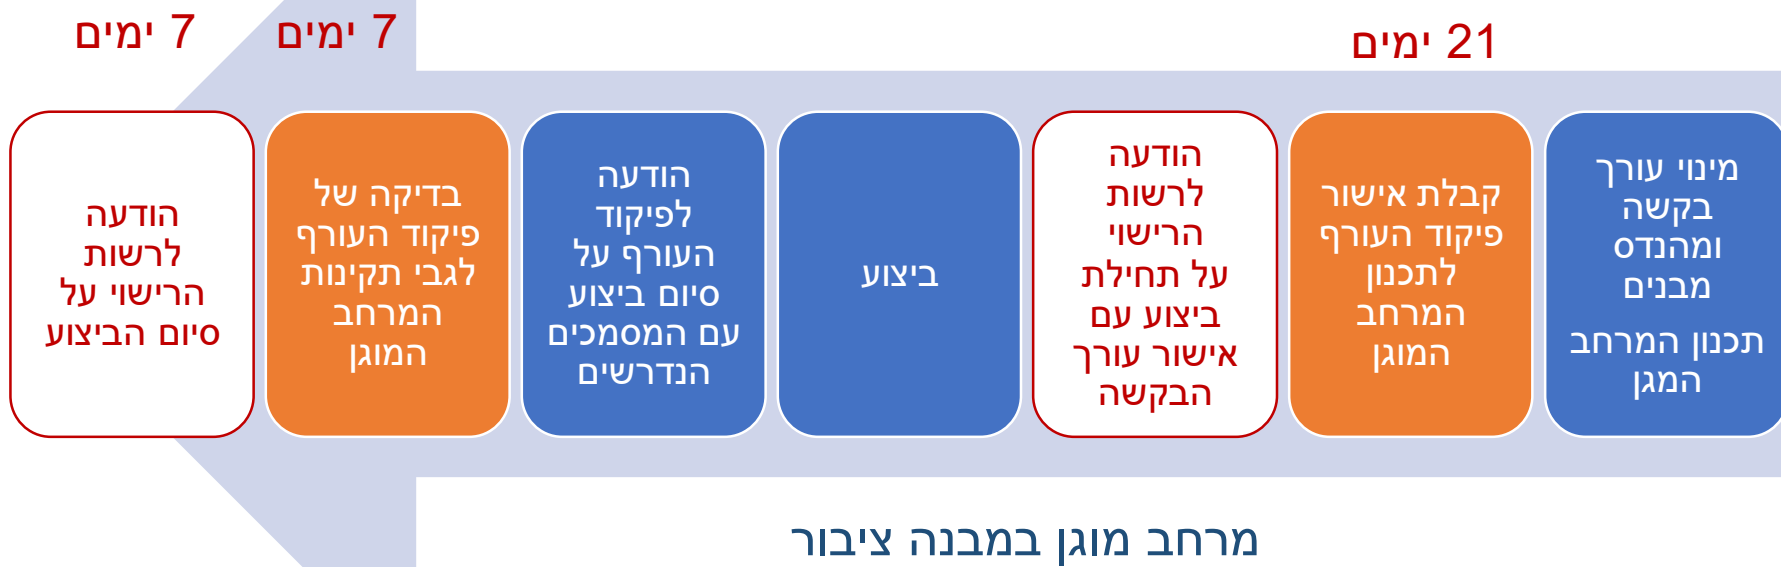 21 ימים
7 ימים
7 ימים
מינוי עורך
בקשה
ומהנדס
מבנים
תכנון המרחב
המגן
קבלת אישור
פיקוד העורף
לתכנון
המרחב
המוגן
הודעה
לרשות
הרישוי
על תחילת
ביצוע עם
אישור עורך
הבקשה
ביצוע
הודעה
לפיקוד
העורף על
סיום ביצוע
עם המסמכים
הנדרשים
בדיקה של
פיקוד העורף
לגבי תקינות
המרחב
המוגן
הודעה
לרשות
הרישוי על
סיום הביצוע
מרחב מוגן במבנה ציבור